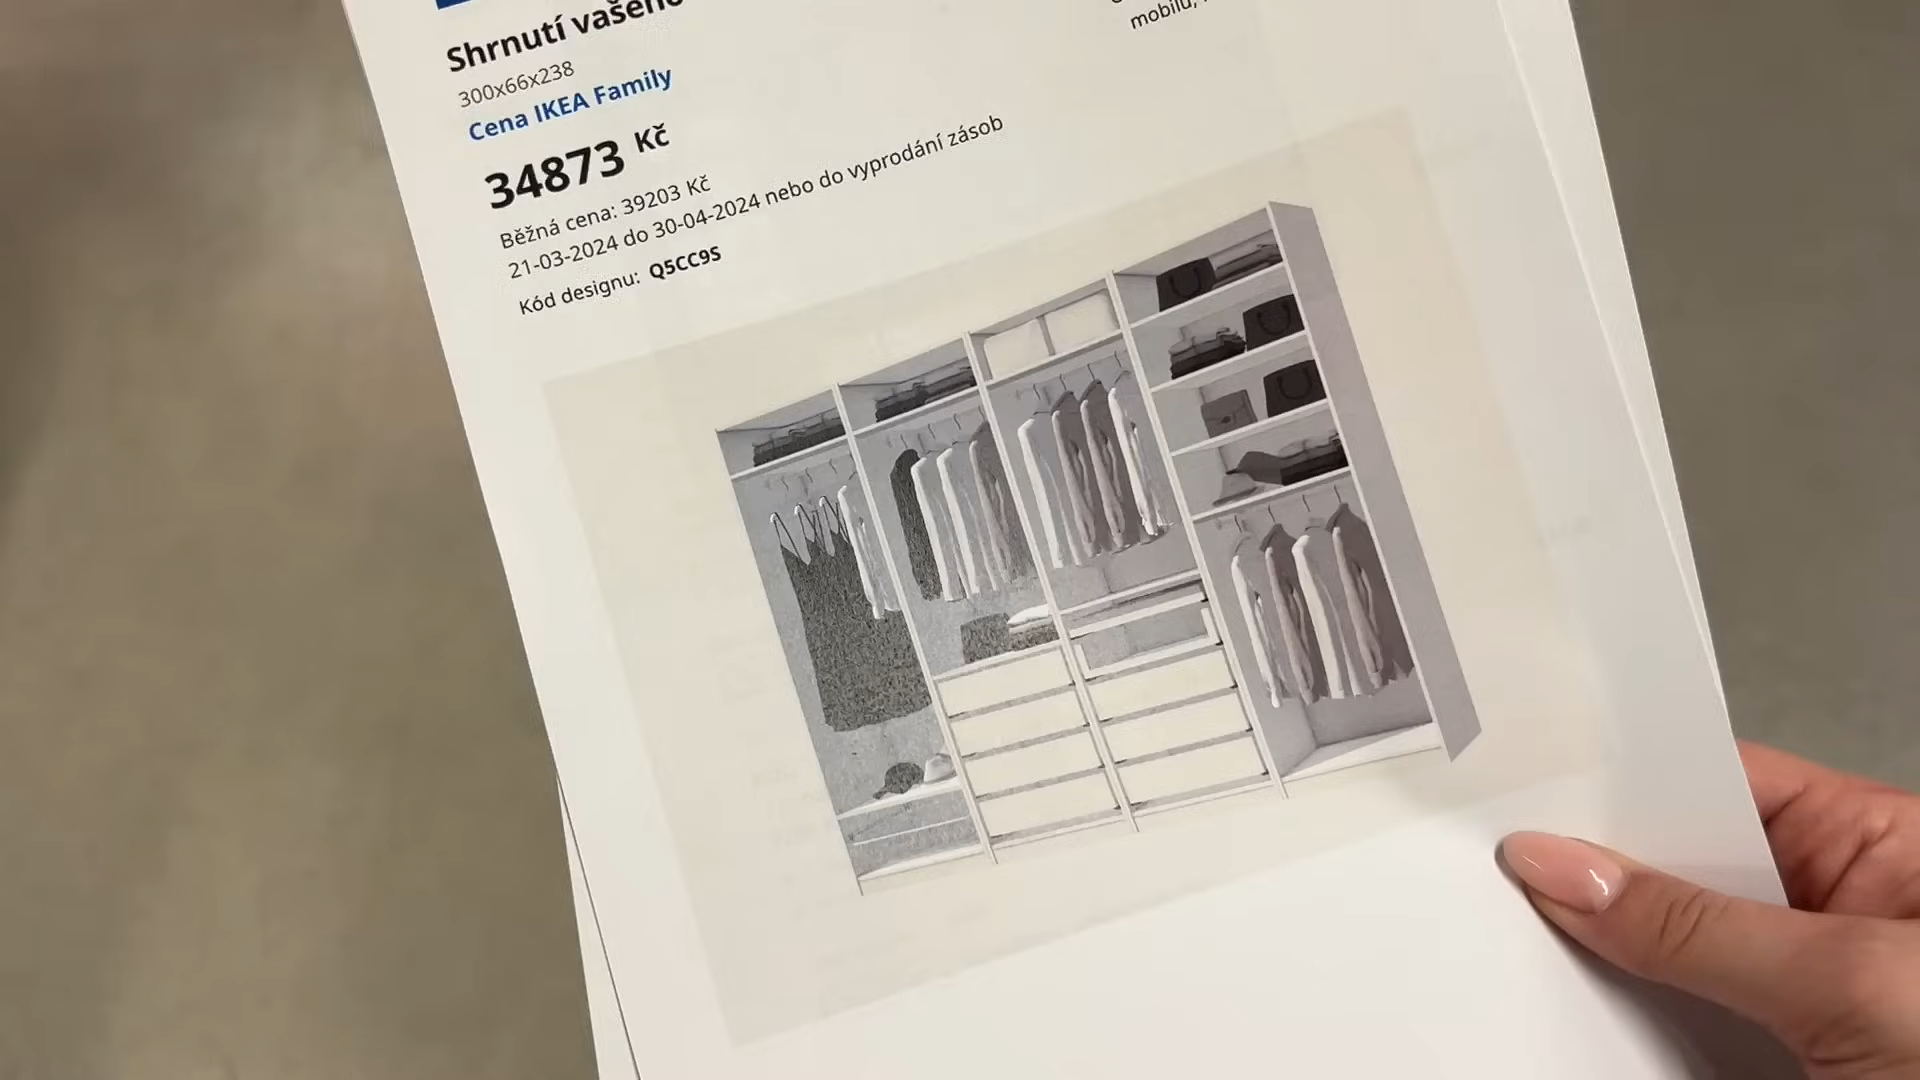 Shrnutí vašeho
300x66x238
Cena IKEA Family
34873 Kč
Běžná cena: 39203 Kč
21-03-2024 do 30-04-2024 nebo do vyprodání zásob
Kód designu: Q5CC9S
mobilu,